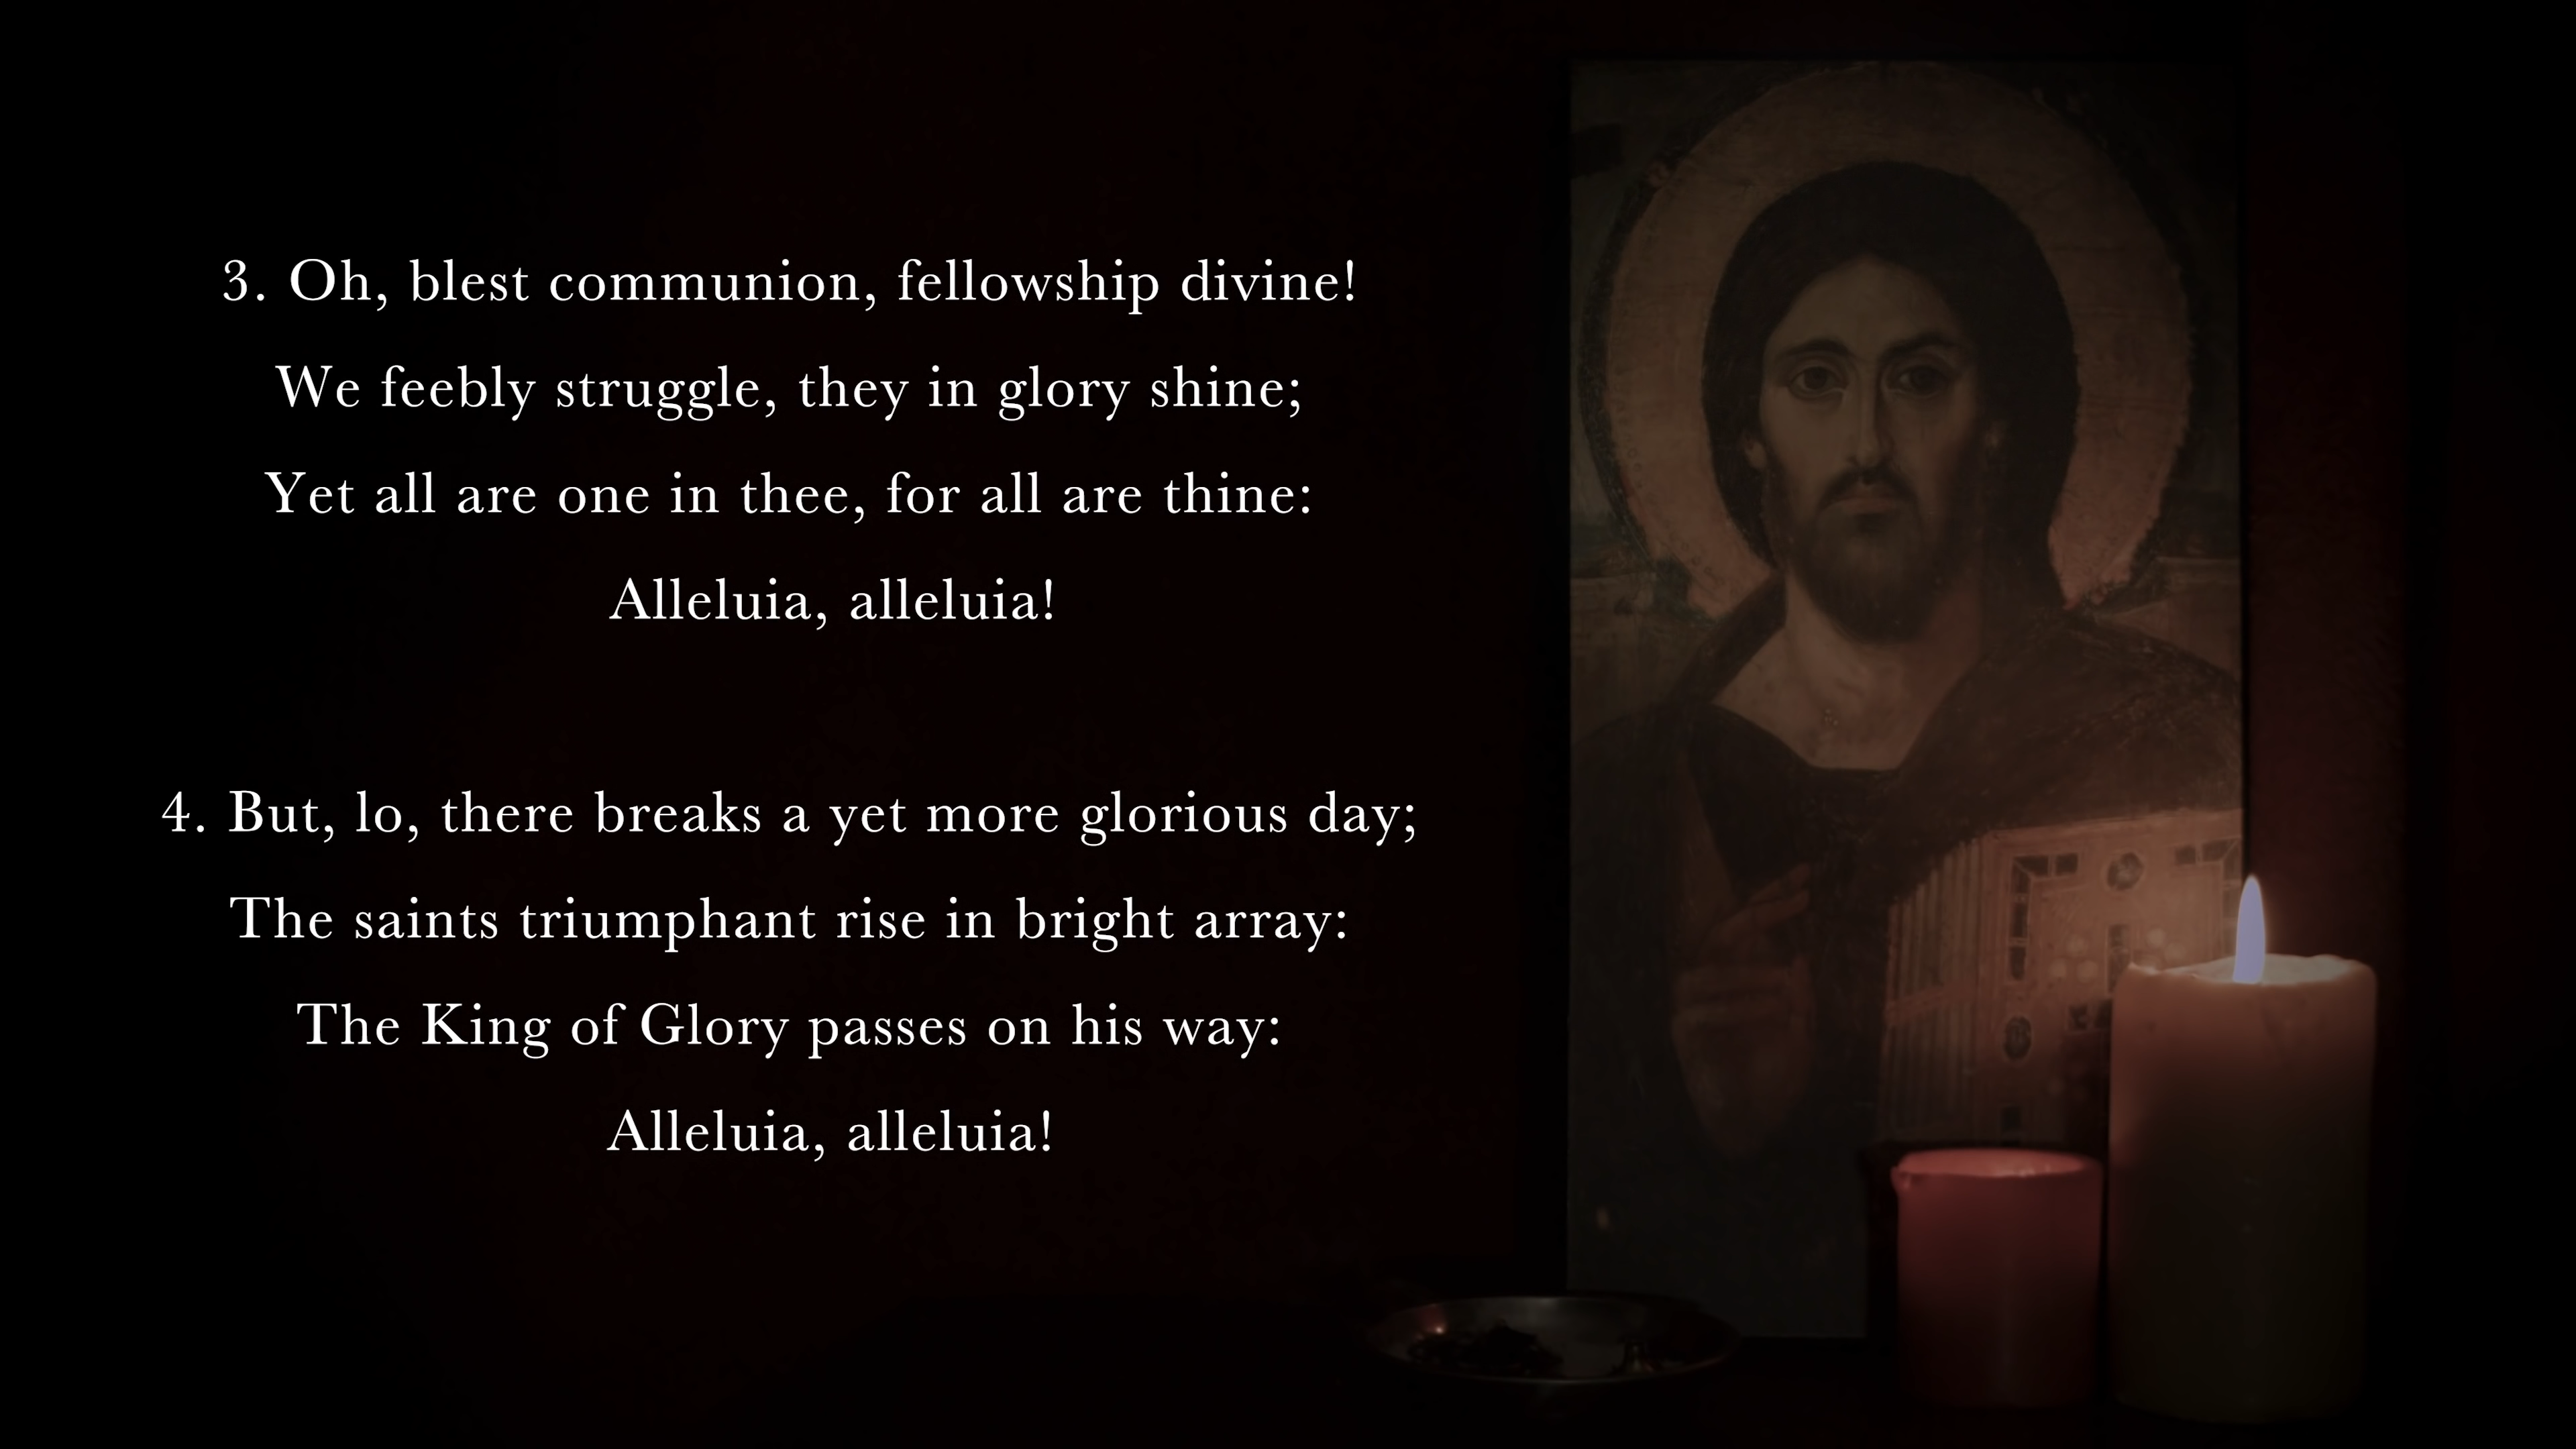 3. Oh, blest communion, fellowship divine!
We feebly struggle, they in glory shine;
Yet all are one in thee, for all are thine:
Alleluia, alleluia!
4. But, lo, there breaks a yet more glorious day;
The saints triumphant rise in bright array:
The King of Glory passes on his way:
Alleluia, alleluia!